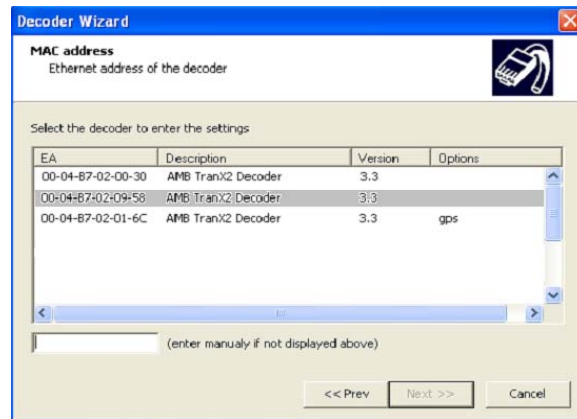 Decoder Wizard
MAC address
Ethernet address of the decoder
Select the decoder to enter the settings
EA Description Version Options
00-04-B7-02-00-30 AMB TranX2 Decoder 3.3
00-04-B7-02-09-58 AMB TranX2 Decoder 3.3
00-04-B7-02-01-6C AMB TranX2 Decoder 3.3 gps
(enter manualy if not displayed above)
<< Prev Next >> Cancel